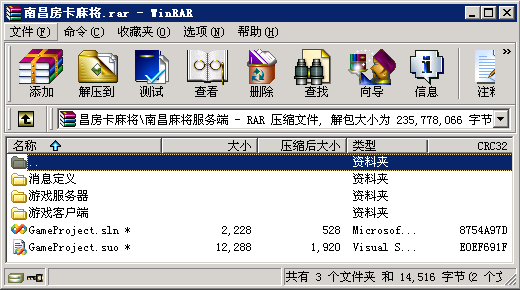 南昌房卡麻将.rar - WinRAR
文件(F) 命令(C) 收藏夹(O) 选项(N) 帮助(H)
添加 解压到 测试 查看 删除 查找 向导 信息 注释
昌房卡麻将\南昌麻将服务端 - RAR 压缩文件, 解包大小为 235,778,066 字节
名称 大小 压缩后大小 类型 CRC32
.. 资料夹
消息定义 资料夹
游戏服务器 资料夹
游戏客户端 资料夹
GameProject.sln * 2,228 528 Microsof... 8754A97D
GameProject.suo * 12,288 1,920 Visual S... E0EF691F
共有 3 个文件夹 和 14,516 字节(2 个文